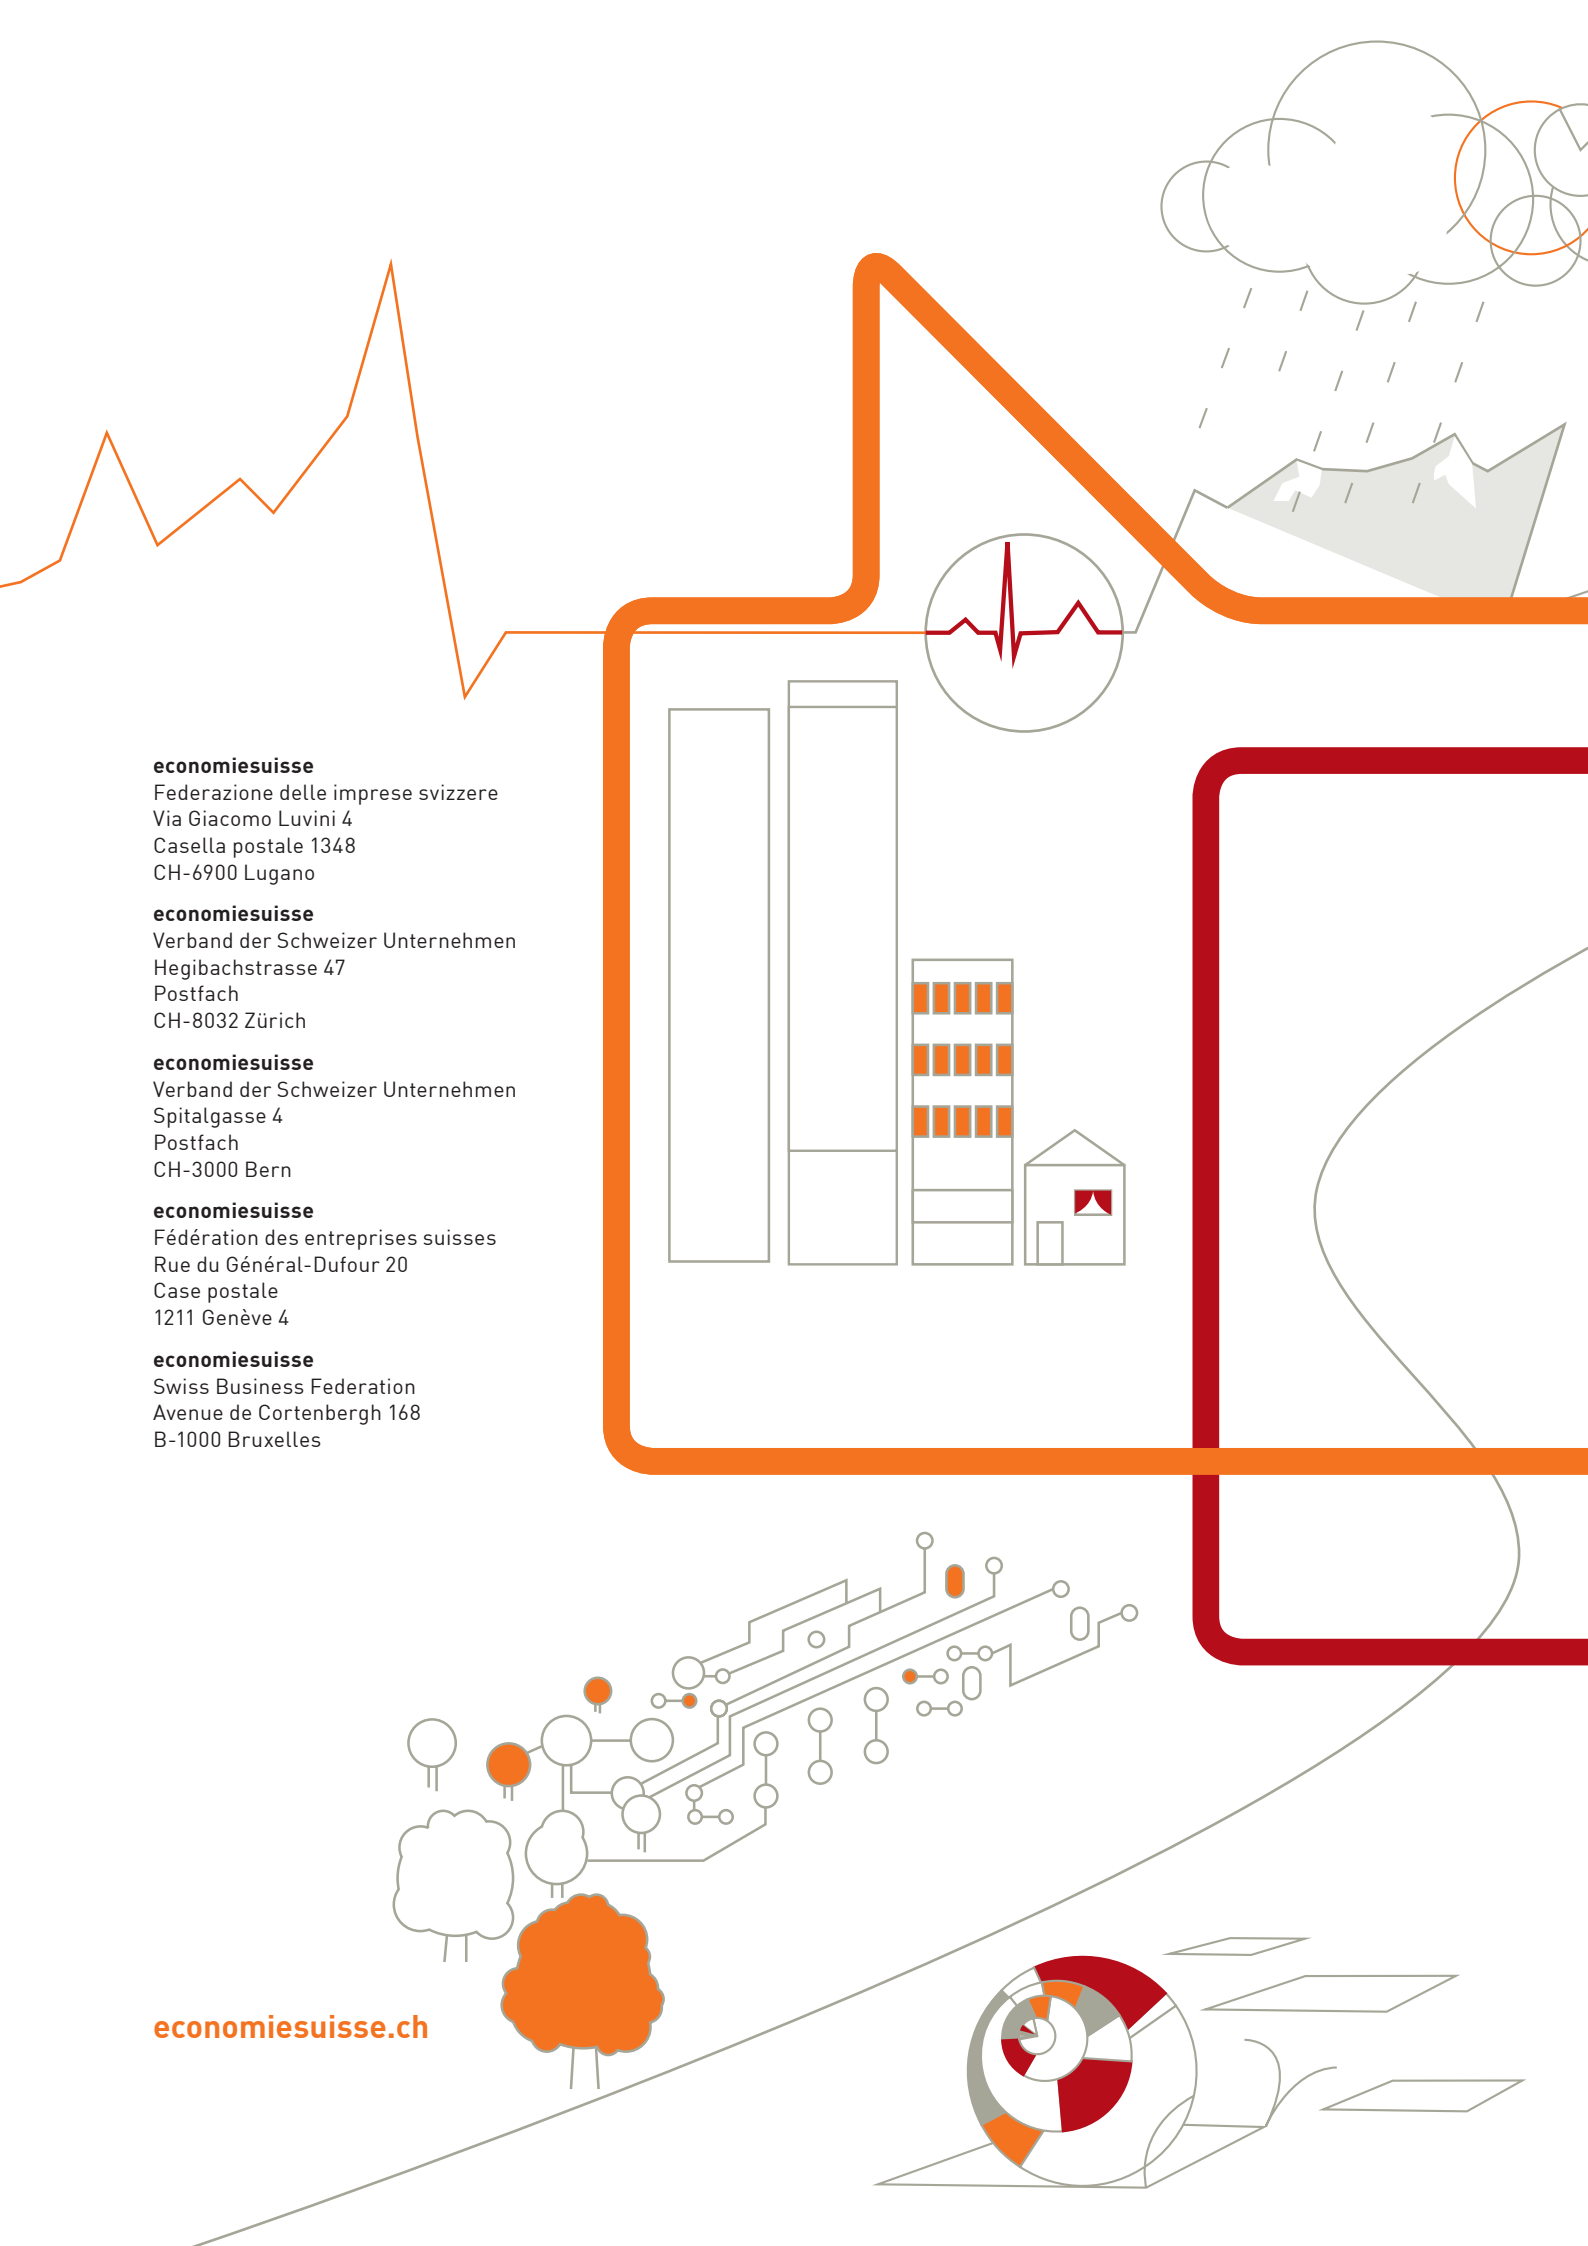 economiesuisse
Federazione delle imprese svizzere
Via Giacomo Luvini 4
Casella postale 1348
CH-6900 Lugano
economiesuisse
Verband der Schweizer Unternehmen
Hegibachstrasse 47
Postfach
CH-8032 Zürich
economiesuisse
Verband der Schweizer Unternehmen
Spitalgasse 4
Postfach
CH-3000 Bern
economiesuisse
Fédération des entreprises suisses
Rue du Général-Dufour 20
Case postale
1211 Genève 4
economiesuisse
Swiss Business Federation
Avenue de Cortenbergh 168
B-1000 Bruxelles
economiesuisse.ch